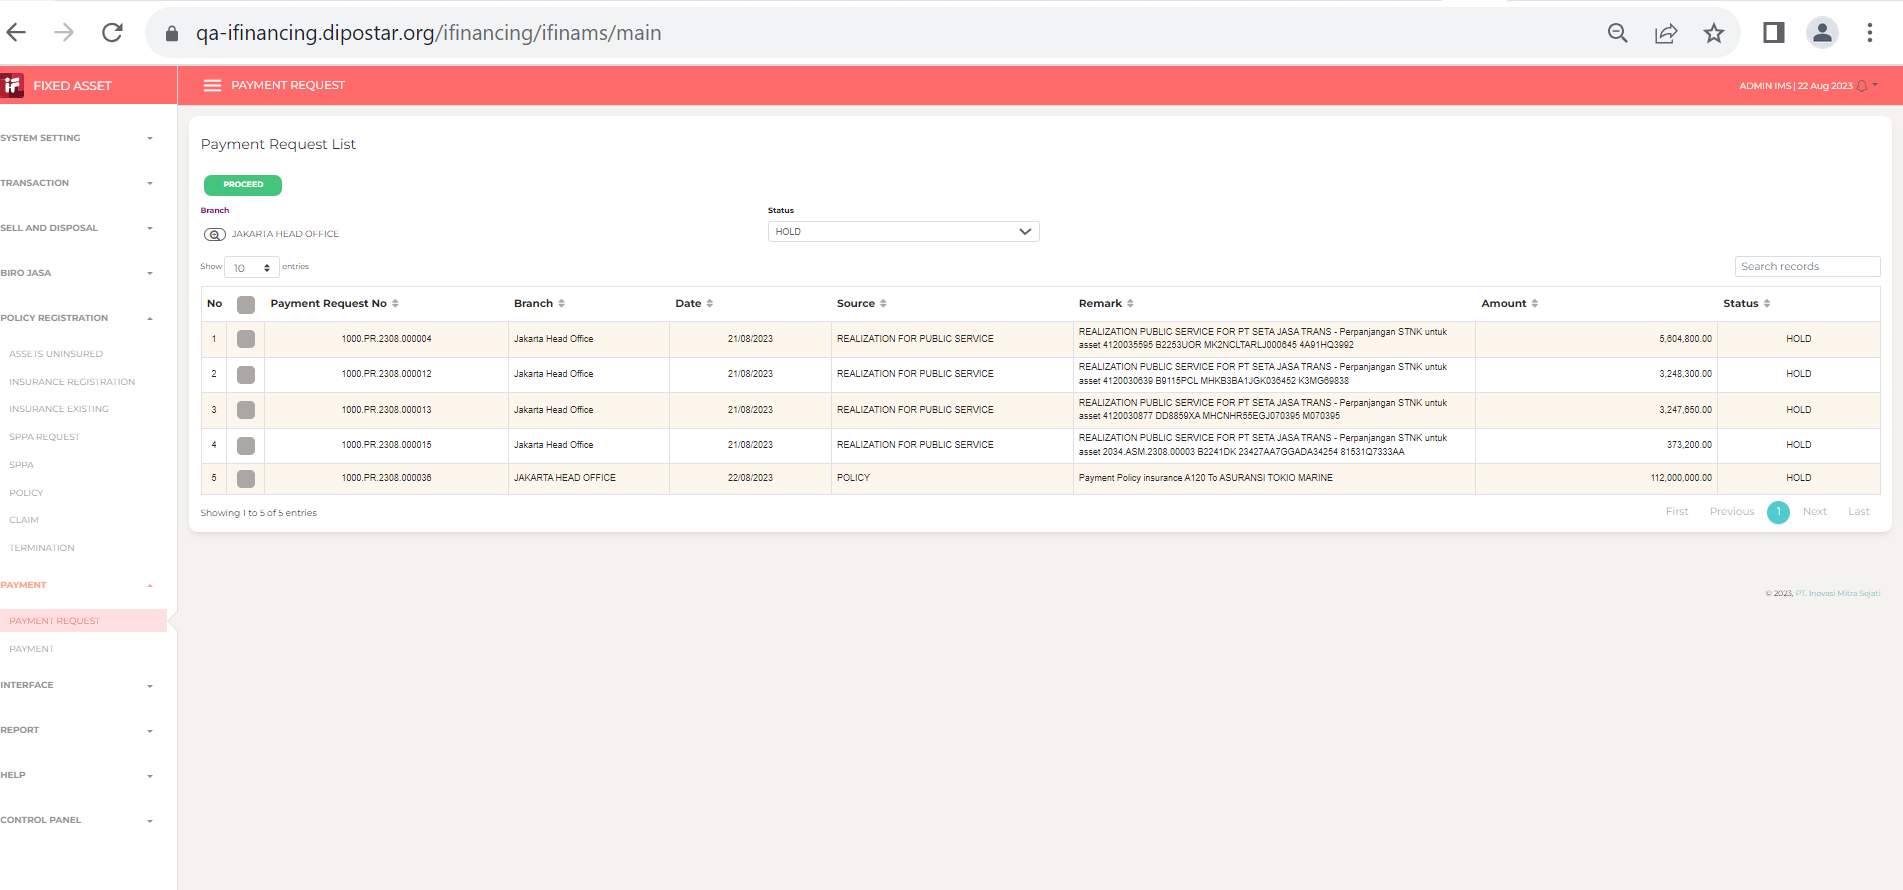 qa-ifinancing.dipostar.org/ifinancing/ifinams/main
iF FIXED ASSET
PAYMENT REQUEST
ADMIN IMS | 22 Aug 2023
SYSTEM SETTING
TRANSACTION
SELL AND DISPOSAL
BIRO JASA
POLICY REGISTRATION
ASSETS UNINSURED
INSURANCE REGISTRATION
INSURANCE EXISTING
SPPA REQUEST
SPPA
POLICY
CLAIM
TERMINATION
PAYMENT
PAYMENT REQUEST
PAYMENT
INTERFACE
REPORT
HELP
CONTROL PANEL
Payment Request List
PROCEED
Branch
Status
JAKARTA HEAD OFFICE
HOLD
Show 10 entries
Search records
No Payment Request No Branch Date Source Remark Amount Status
1 1000.PR.2308.000004 Jakarta Head Office 21/08/2023 REALIZATION FOR PUBLIC SERVICE REALIZATION PUBLIC SERVICE FOR PT SETA JASA TRANS - Perpanjangan STNK untuk
asset 4120035595 B2253UOR MK2NCLTARLJ000645 4A91HQ3992 5,604,800.00 HOLD
2 1000.PR.2308.000012 Jakarta Head Office 21/08/2023 REALIZATION FOR PUBLIC SERVICE REALIZATION PUBLIC SERVICE FOR PT SETA JASA TRANS - Perpanjangan STNK untuk
asset 4120030639 B9115PCL MHKB3BA1JGK036452 K3MG69838 3,248,300.00 HOLD
3 1000.PR.2308.000013 Jakarta Head Office 21/08/2023 REALIZATION FOR PUBLIC SERVICE REALIZATION PUBLIC SERVICE FOR PT SETA JASA TRANS - Perpanjangan STNK untuk
asset 4120030877 DD8859XA MHCNHR55EGJ070395 M070395 3,247,650.00 HOLD
4 1000.PR.2308.000015 Jakarta Head Office 21/08/2023 REALIZATION FOR PUBLIC SERVICE REALIZATION PUBLIC SERVICE FOR PT SETA JASA TRANS - Perpanjangan STNK untuk
asset 2034.ASM.2308.00003 B2241DK 23427AA7GGADA34254 81531Q7333AA 373,200.00 HOLD
5 1000.PR.2308.000036 JAKARTA HEAD OFFICE 22/08/2023 POLICY Payment Policy insurance A120 To ASURANSI TOKIO MARINE 112,000,000.00 HOLD
Showing 1 to 5 of 5 entries
First Previous 1 Next Last
© 2023, PT. Inovasi Mitra Sejati